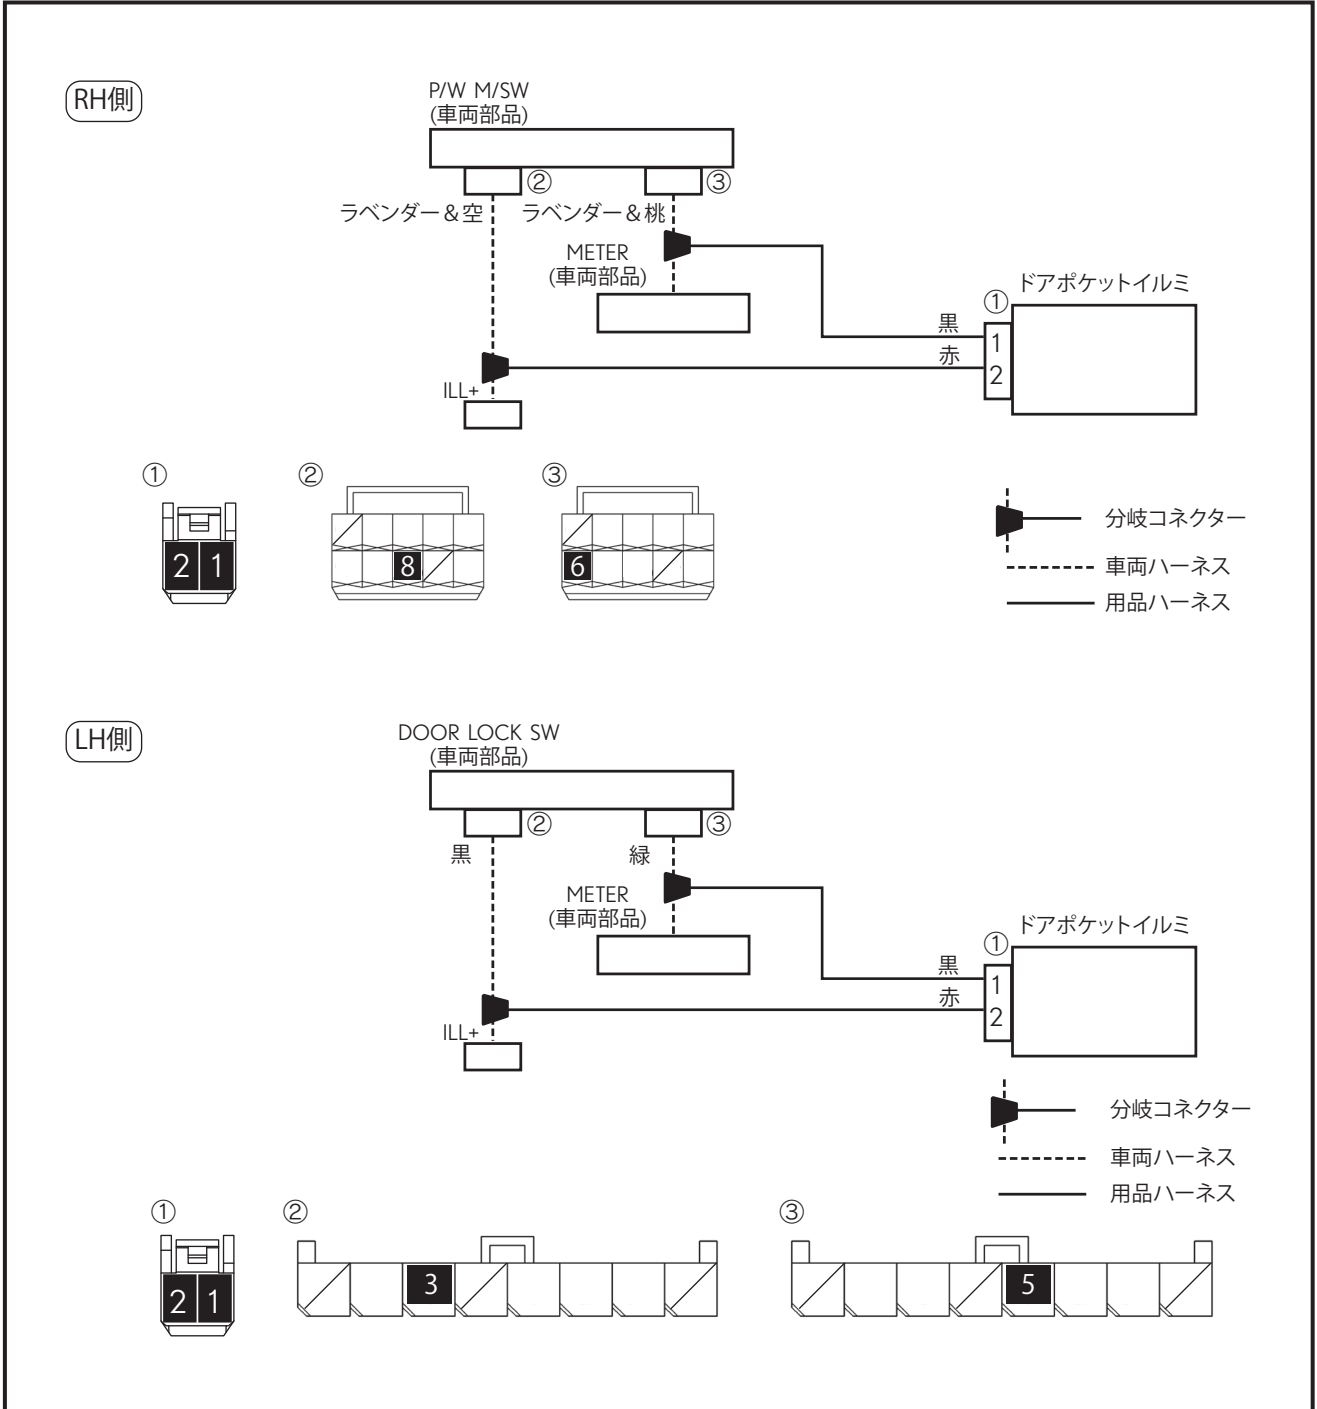 RH側
P/W M/SW
(車両部品)
② ③
ラベンダー＆空 ラベンダー＆桃
METER
(車両部品)
ドアポケットイルミ
①
黒 1
赤 2
ILL+
① ② ③
2 1
8
6
分岐コネクター
車両ハーネス
用品ハーネス
LH側
DOOR LOCK SW
(車両部品)
② ③
黒 緑
METER
(車両部品)
ドアポケットイルミ
①
黒 1
赤 2
ILL+
分岐コネクター
車両ハーネス
用品ハーネス
① ② ③
2 1
3
5